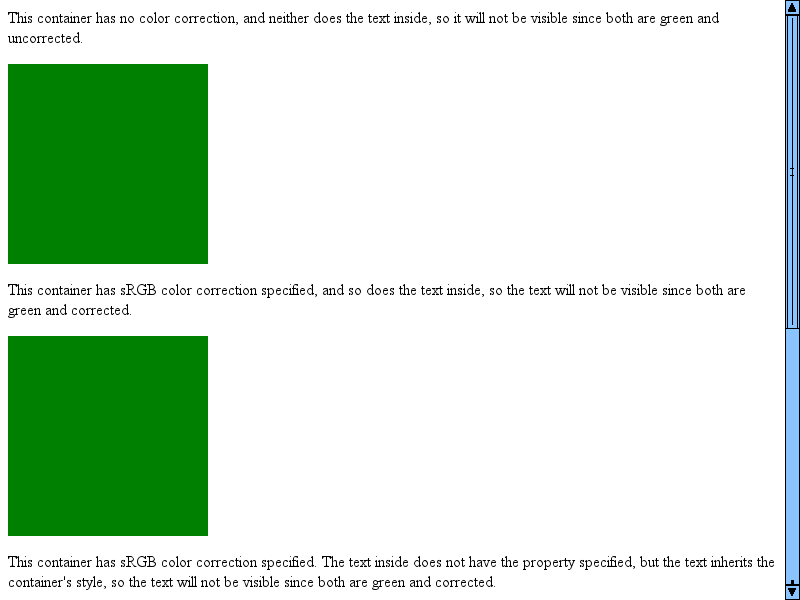 This container has no color correction, and neither does the text inside, so it will not be visible since both are green and
uncorrected.
This container has sRGB color correction specified, and so does the text inside, so the text will not be visible since both are
green and corrected.
This container has sRGB color correction specified. The text inside does not have the property specified, but the text inherits the
container's style, so the text will not be visible since both are green and corrected.